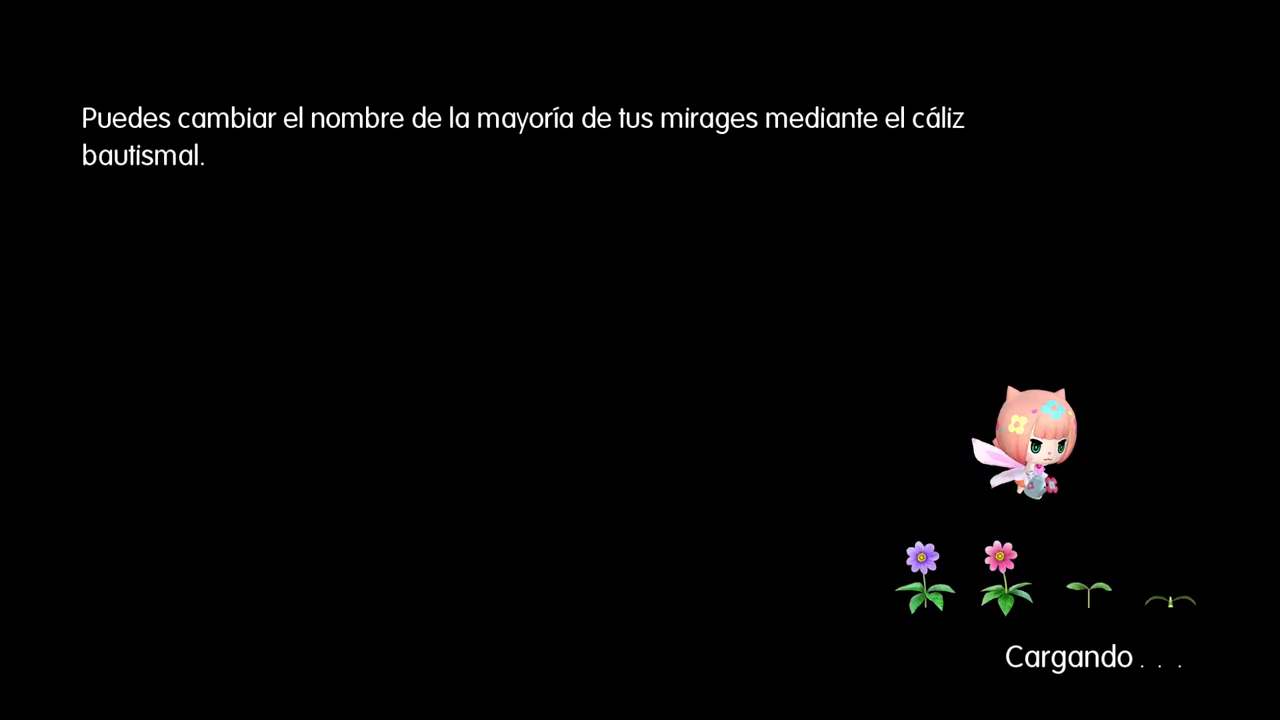 Puedes cambiar el nombre de la mayoría de tus mirages mediante el cáliz
bautismal.
Cargando . . .